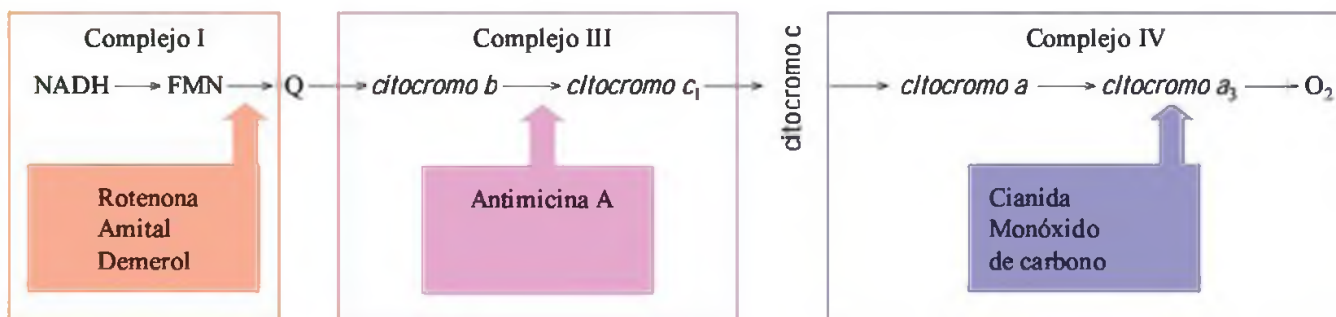 Complejo I
NADH → FMN → Q
Rotenona
Amital
Demerol
Complejo III
citocromo b → citocromo c₁
Antimicina A
citocromo c
Complejo IV
citocromo a → citocromo a₃ → O₂
Cianida
Monóxido
de carbono